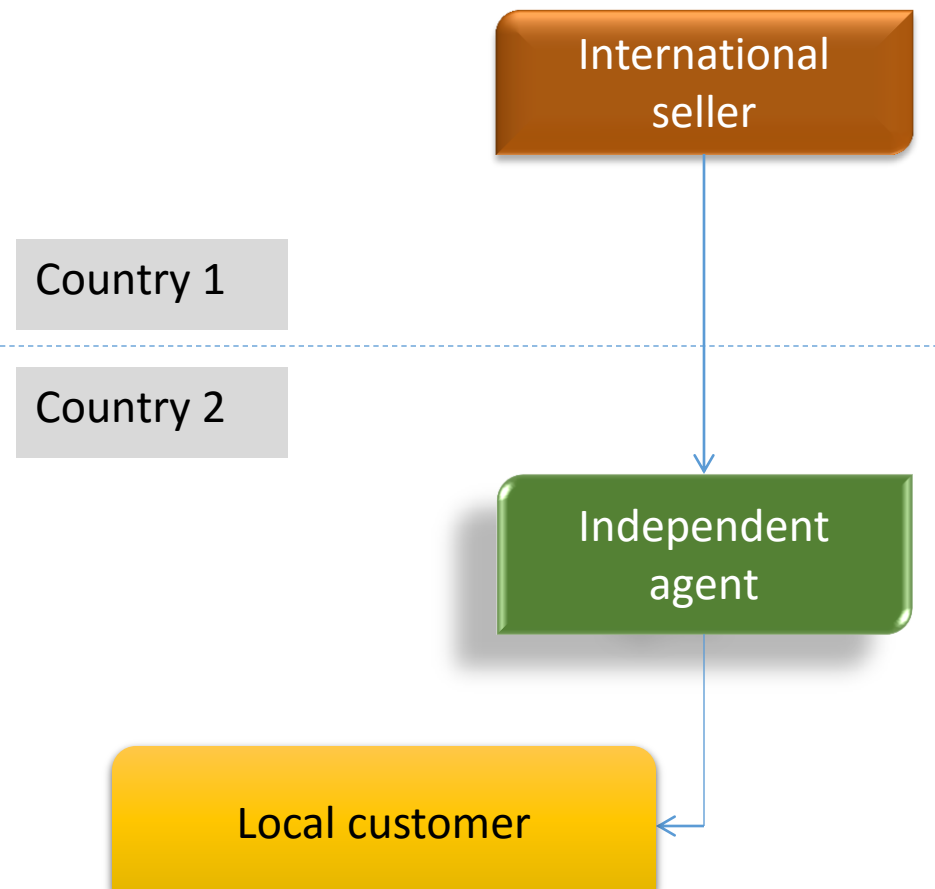 International
seller
Country 1
Country 2
Independent
agent
Local customer